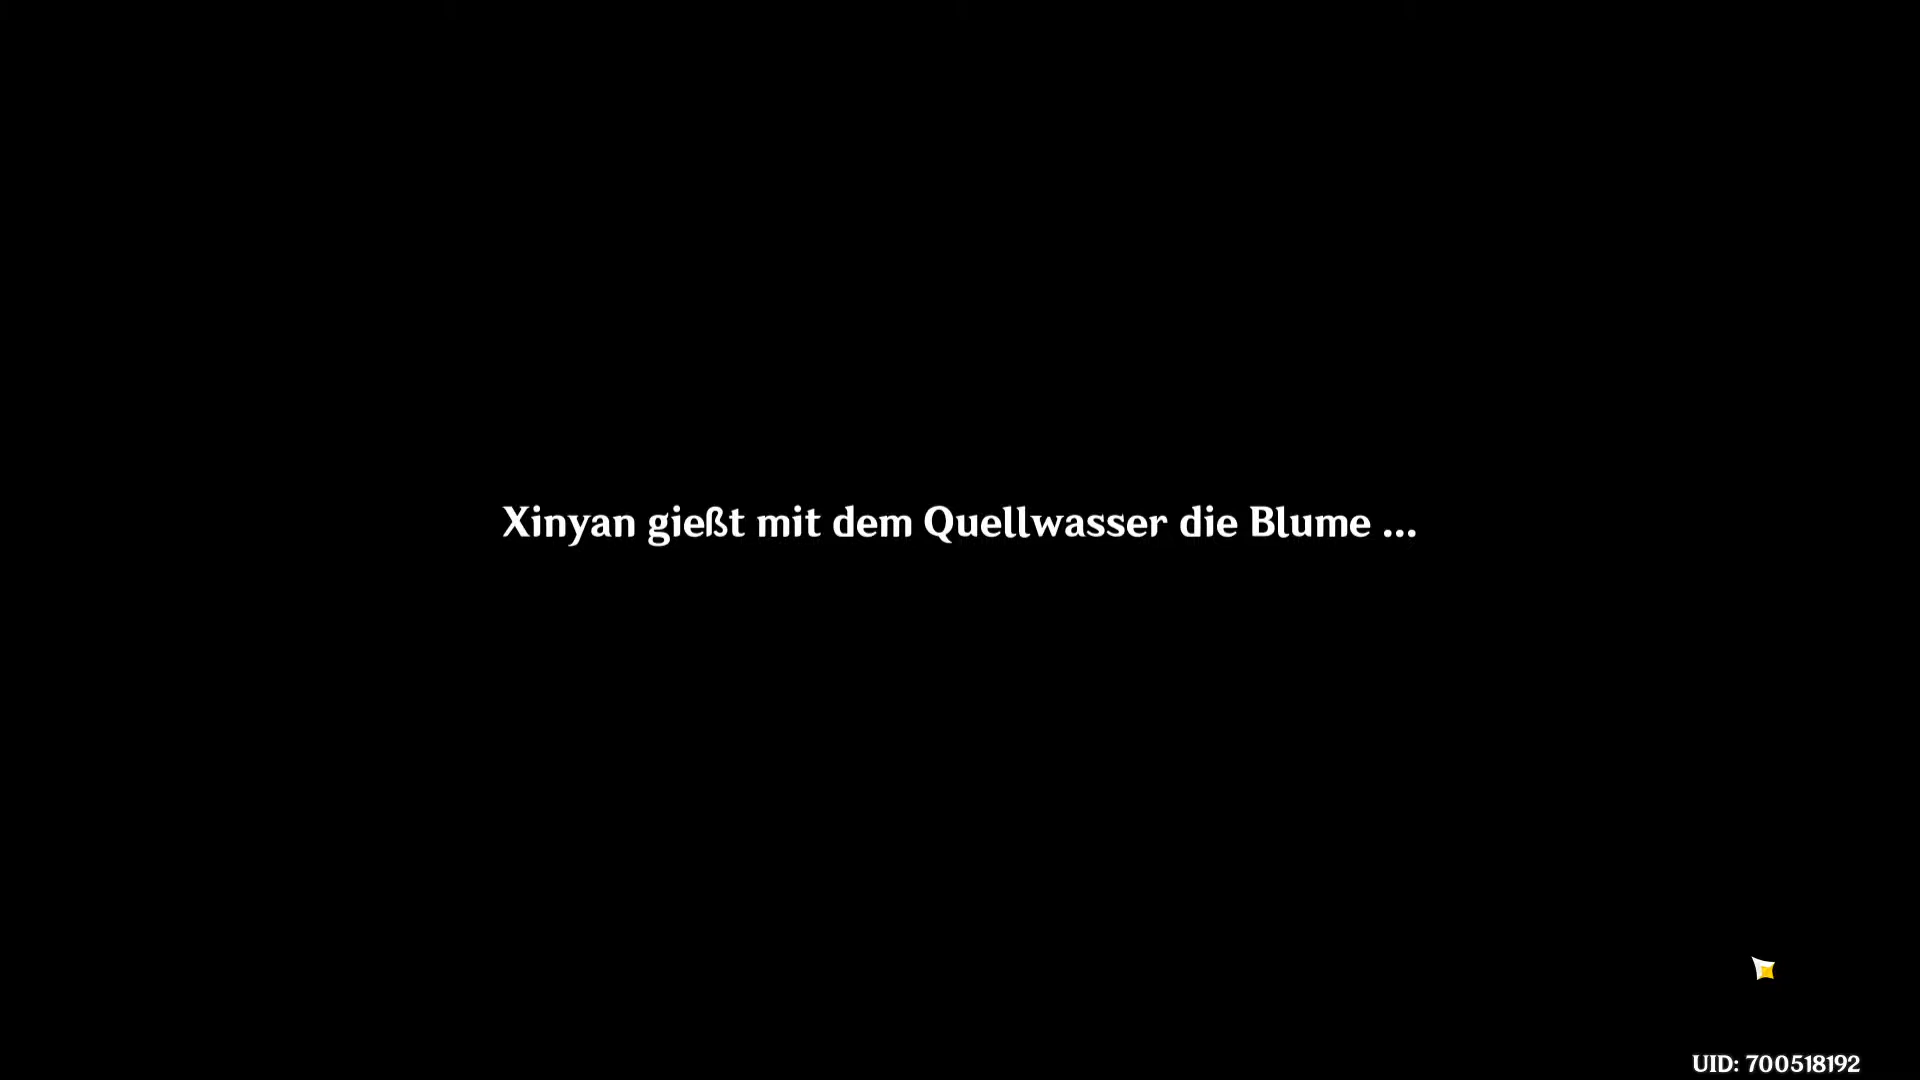 Xinyan gießt mit dem Quellwasser die Blume ...
UID: 700518192